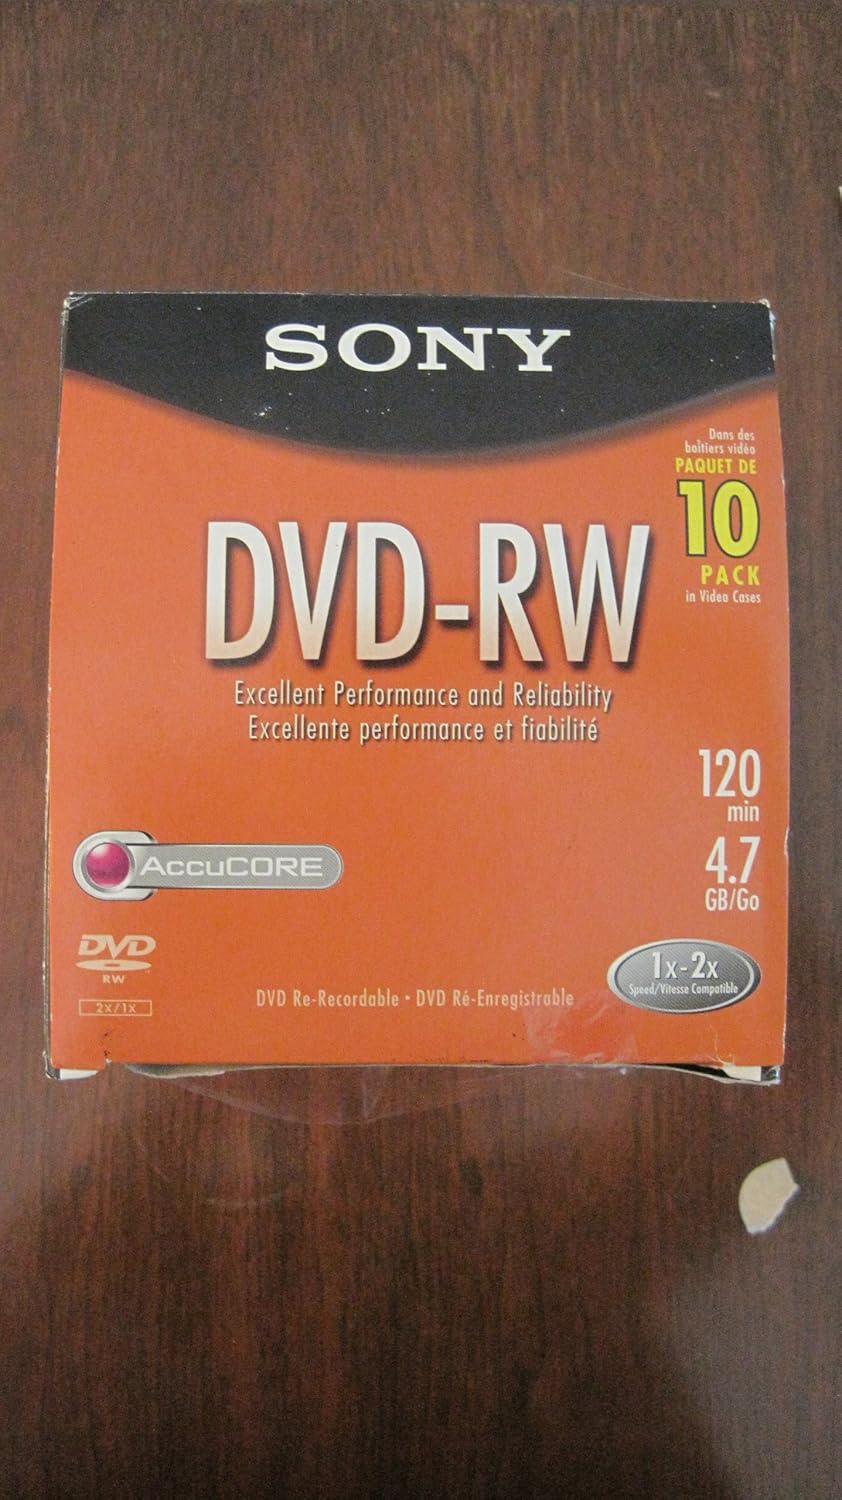 SONY
Dans des
boîtiers vidéo
PAQUET DE
10
PACK
in Video Cases
DVD-RW
Excellent Performance and Reliability
Excellente performance et fiabilité
120
min
4.7
GB/Go
AccuCORE
DVD
RW
2x/1x
DVD Re-Recordable • DVD Ré-Enregistrable
1x-2x
Speed/Vitesse Compatible